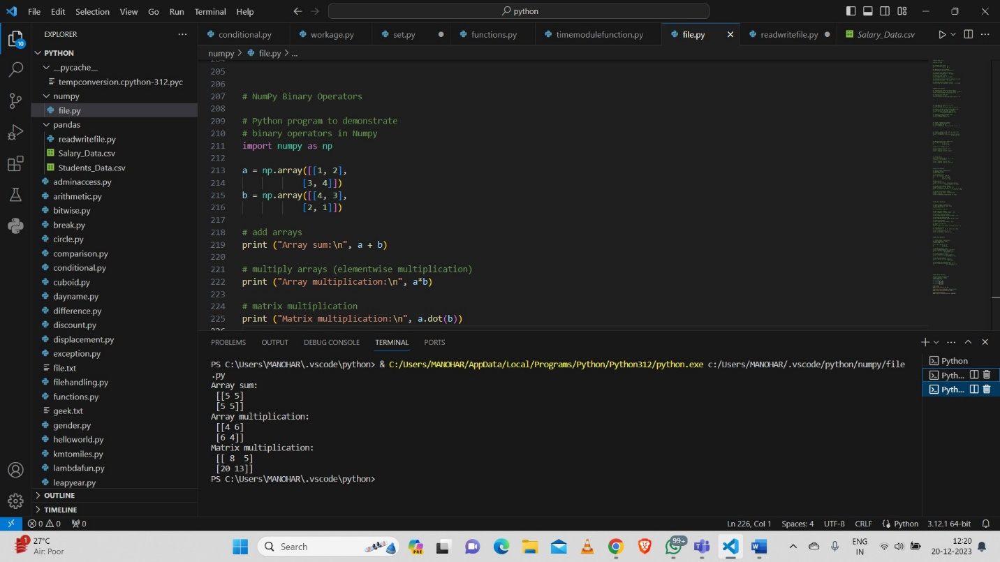 File Edit Selection View Go Run Terminal Help
python
EXPLORER
conditional.py workage.py set.py functions.py timemodulefunction.py file.py readwritefile.py Salary_Data.csv
numpy > file.py > ...
PYTHON
__pycache__
tempconversion.cpython-312.pyc
numpy
file.py
pandas
readwritefile.py
Salary_Data.csv
Students_Data.csv
adminaccess.py
arithmetic.py
bitwise.py
break.py
circle.py
comparison.py
conditional.py
cuboid.py
dayname.py
difference.py
discount.py
displacement.py
exception.py
file.txt
filehandling.py
functions.py
geek.txt
gender.py
helloworld.py
kmtomiles.py
lambdafun.py
leapyear.py
OUTLINE
TIMELINE
10
205
206
207 # NumPy Binary Operators
208
209 # Python program to demonstrate
210 # binary operators in Numpy
211 import numpy as np
212
213 a = np.array([[1, 2],
214 [3, 4]])
215 b = np.array([[4, 3],
216 [2, 1]])
217
218 # add arrays
219 print ("Array sum:\n", a + b)
220
221 # multiply arrays (elementwise multiplication)
222 print ("Array multiplication:\n", a*b)
223
224 # matrix multiplication
225 print ("Matrix multiplication:\n", a.dot(b))
PROBLEMS OUTPUT DEBUG CONSOLE TERMINAL PORTS
PS C:\Users\MANOHAR\.vscode\python> & C:/Users/MANOHAR/AppData/Local/Programs/Python/Python312/python.exe c:/Users/MANOHAR/.vscode/python/numpy/file
.py
Array sum:
[[5 5]
[5 5]]
Array multiplication:
[[4 6]
[6 4]]
Matrix multiplication:
[[ 8 5]
[20 13]]
PS C:\Users\MANOHAR\.vscode\python>
Python
Pyth...
Pyth...
0 0 0 Ln 226, Col 1 Spaces: 4 UTF-8 CRLF Python 3.12.1 64-bit
1 27°C
Air: Poor
Search
PRE
99+
ENG
IN
12:20
20-12-2023